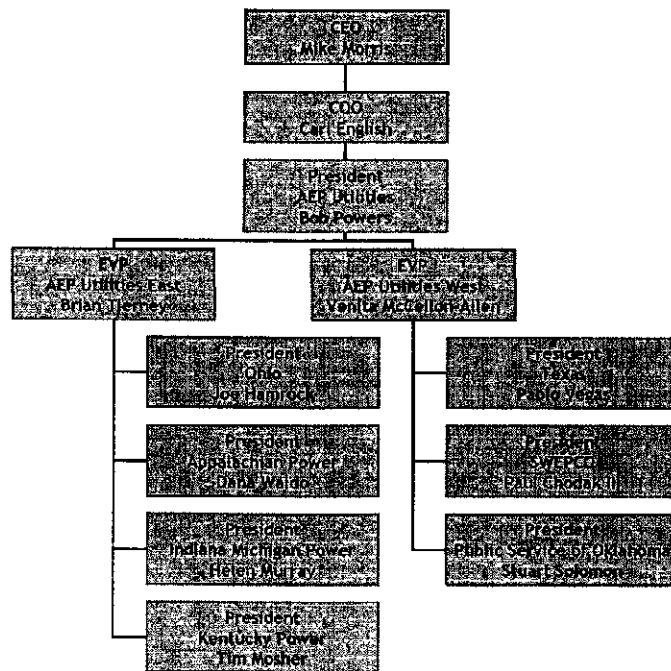 CEO
Mike Morris
COO
Carl English
President
AEP Utilities
Bob Powers
EVP
AEP Utilities East
Brian Tierney
EVP
AEP Utilities West
Venita McCellon-Allen
President
Ohio
Joe Hamrock
President
Appalachian Power
Dana Waldo
President
Indiana Michigan Power
Helen Murray
President
Kentucky Power
Tim Mosher
President
Texas
Pablo Vegas
President
SWEPCO
Paul Chodak III
President
Public Service of Oklahoma
Stuart Solomon